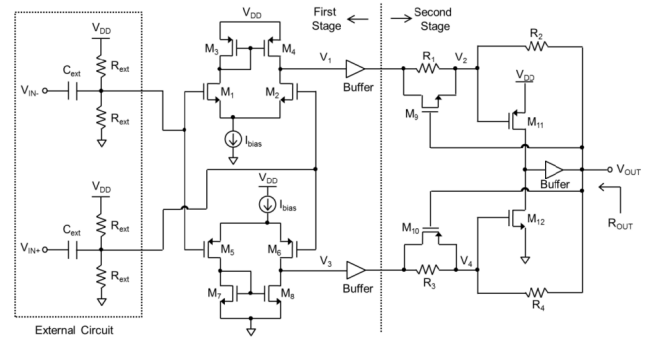 First Stage
Second Stage
VDD
M3
M4
V1
Buffer
R1
V2
R2
VDD
Cext
Rext
VIN-
Rext
M1
M2
M9
VDD
M11
Ibias
VOUT
Buffer
VDD
Ibias
ROUT
VDD
Cext
Rext
VIN+
Rext
M5
M6
M10
M12
V3
Buffer
R3
V4
R4
M7
M8
External Circuit